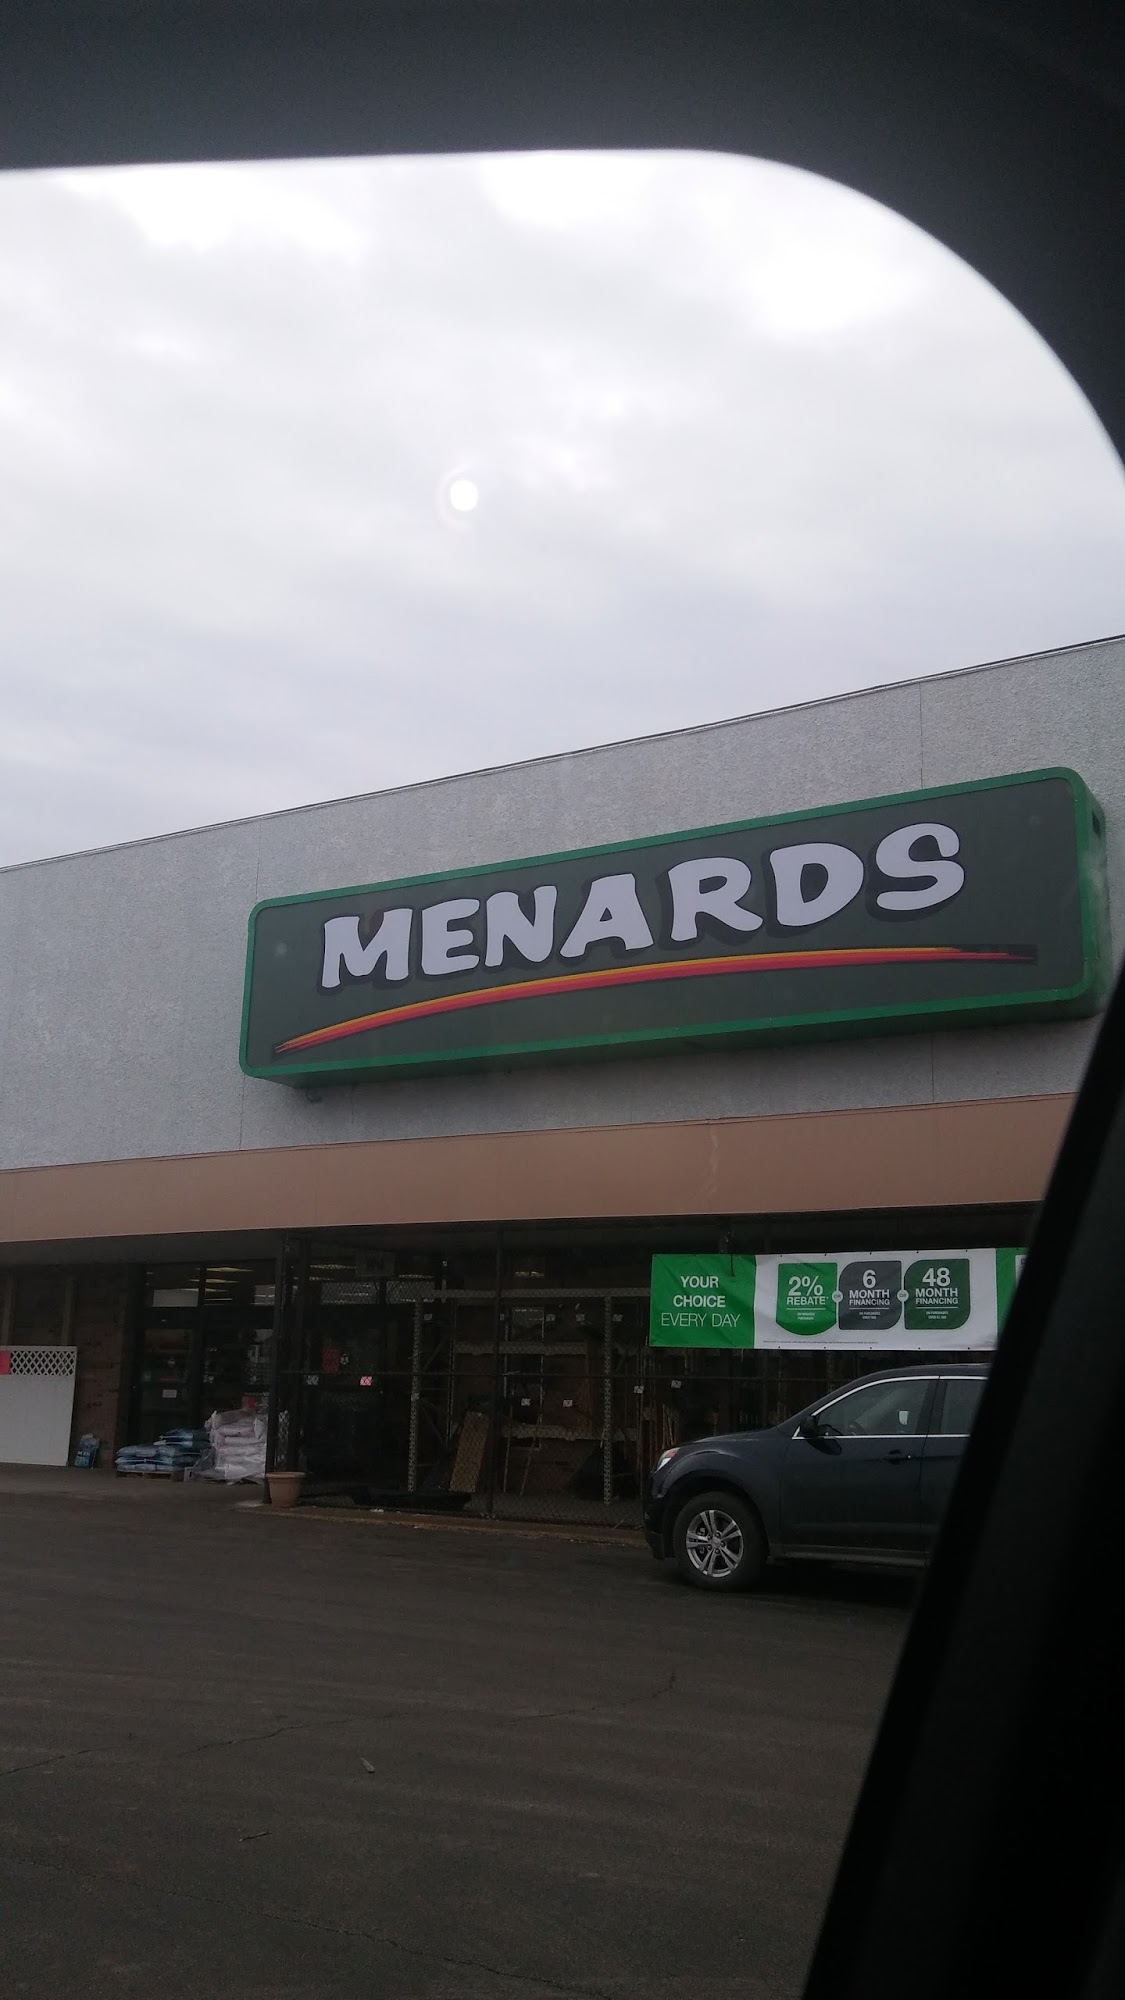 MENARDS
YOUR
CHOICE
EVERY DAY
2%
REBATE
6
MONTH
FINANCING
48
MONTH
FINANCING